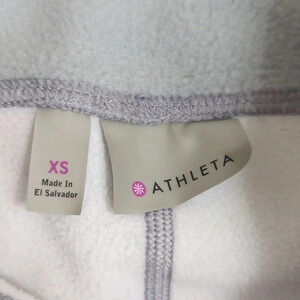 XS
Made In
El Salvador
ATHLETA